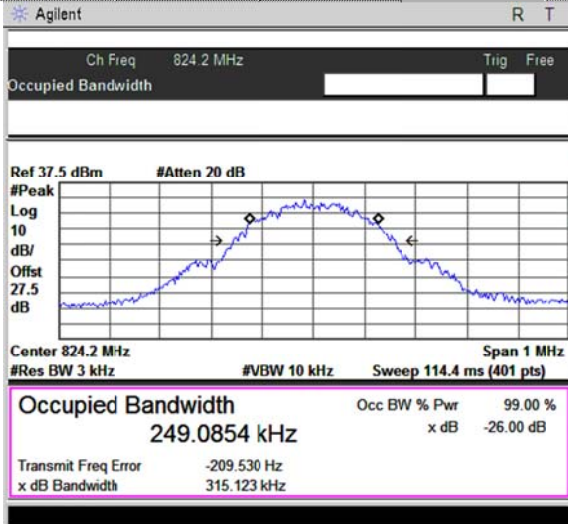 Agilent R T
Ch Freq 824.2 MHz Trig Free
Occupied Bandwidth
Ref 37.5 dBm #Atten 20 dB
#Peak
Log
10
dB/
Offst
27.5
dB
Center 824.2 MHz Span 1 MHz
#Res BW 3 kHz #VBW 10 kHz Sweep 114.4 ms (401 pts)
Occupied Bandwidth Occ BW % Pwr 99.00 %
249.0854 kHz x dB -26.00 dB
Transmit Freq Error -209.530 Hz
x dB Bandwidth 315.123 kHz